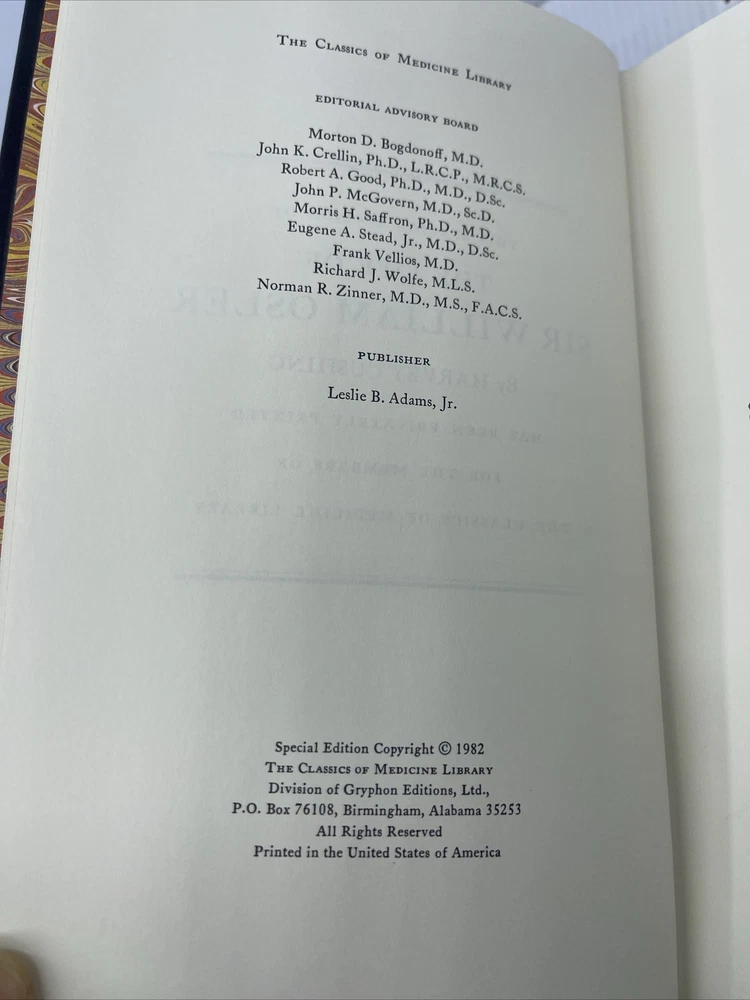 The Classics of Medicine Library
EDITORIAL ADVISORY BOARD
Morton D. Bogdonoff, M.D.
John K. Crellin, Ph.D., L.R.C.P., M.R.C.S.
Robert A. Good, Ph.D., M.D., D.Sc.
John P. McGovern, M.D., Sc.D.
Morris H. Saffron, Ph.D., M.D.
Eugene A. Stead, Jr., M.D., D.Sc.
Frank Vellios, M.D.
Richard J. Wolfe, M.L.S.
Norman R. Zinner, M.D., M.S., F.A.C.S.
PUBLISHER
Leslie B. Adams, Jr.
Special Edition Copyright © 1982
The Classics of Medicine Library
Division of Gryphon Editions, Ltd.,
P.O. Box 76108, Birmingham, Alabama 35253
All Rights Reserved
Printed in the United States of America